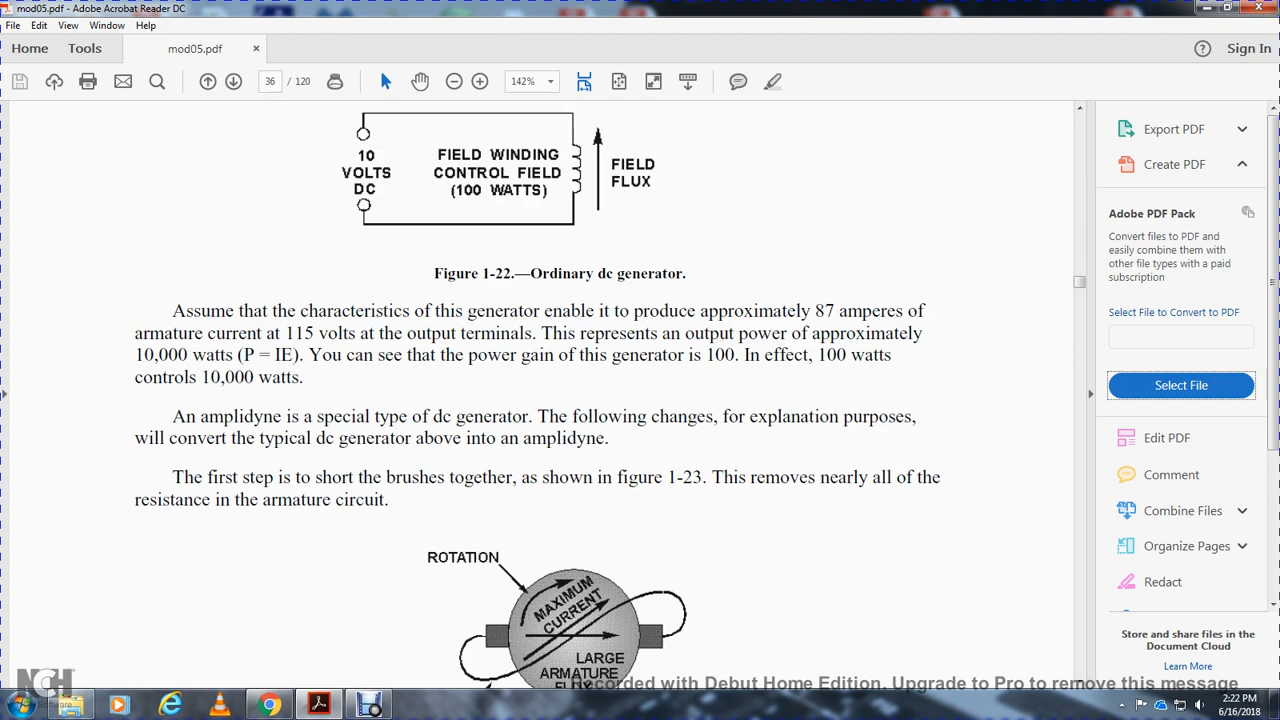 mod05.pdf - Adobe Acrobat Reader DC
File Edit View Window Help
Home Tools mod05.pdf × Sign In
36 / 120 142%
10 VOLTS DC
FIELD WINDING CONTROL FIELD (100 WATTS)
FIELD FLUX
Figure 1-22.—Ordinary dc generator.
Assume that the characteristics of this generator enable it to produce approximately 87 amperes of
armature current at 115 volts at the output terminals. This represents an output power of approximately
10,000 watts (P = IE). You can see that the power gain of this generator is 100. In effect, 100 watts
controls 10,000 watts.
An amplidyne is a special type of dc generator. The following changes, for explanation purposes,
will convert the typical dc generator above into an amplidyne.
The first step is to short the brushes together, as shown in figure 1-23. This removes nearly all of the
resistance in the armature circuit.
ROTATION
MAXIMUM
CURRENT
LARGE
ARMATURE
Export PDF
Create PDF
Adobe PDF Pack
Convert files to PDF and
easily combine them with
other file types with a paid
subscription
Select File to Convert to PDF
Select File
Edit PDF
Comment
Combine Files
Organize Pages
Redact
Store and share files in the
Document Cloud
Learn More
NCH
Software
Recorded with Debut Home Edition. Upgrade to Pro to remove this message
2:22 PM
6/16/2018